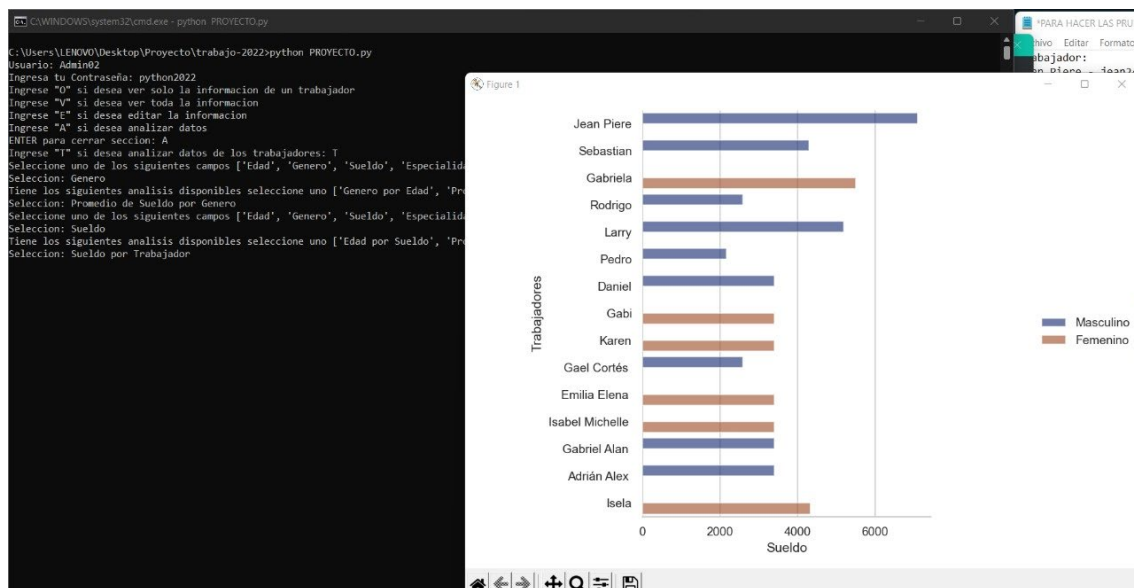 C:\WINDOWS\system32\cmd.exe - python PROYECTO.py
C:\Users\LENOVO\Desktop\Proyecto\trabajo-2022>python PROYECTO.py
Usuario: Admin02
Ingresa tu Contraseña: python2022
Ingrese "O" si desea ver solo la informacion de un trabajador
Ingrese "V" si desea ver toda la informacion
Ingrese "E" si desea editar la informacion
Ingrese "A" si desea analizar datos
ENTER para cerrar seccion: A
Ingrese "T" si desea analizar datos de los trabajadores: T
Seleccione uno de los siguientes campos ['Edad', 'Genero', 'Sueldo', 'Especialida
Seleccion: Genero
Tiene los siguientes analisis disponibles seleccione uno ['Genero por Edad', 'Pro
Seleccion: Promedio de Sueldo por Genero
Seleccione uno de los siguientes campos ['Edad', 'Genero', 'Sueldo', 'Especialida
Seleccion: Sueldo
Tiene los siguientes analisis disponibles seleccione uno ['Edad por Sueldo', 'Pro
Seleccion: Sueldo por Trabajador
*PARA HACER LAS PRU
hivo Editar Formato
abajador:
Piere - jean2
Figure 1
Jean Piere
Sebastian
Gabriela
Rodrigo
Larry
Pedro
Daniel
Gabi
Karen
Gael Cortés
Emilia Elena
Isabel Michelle
Gabriel Alan
Adrián Alex
Isela
Trabajadores
0 2000 4000 6000
Sueldo
Masculino
Femenino